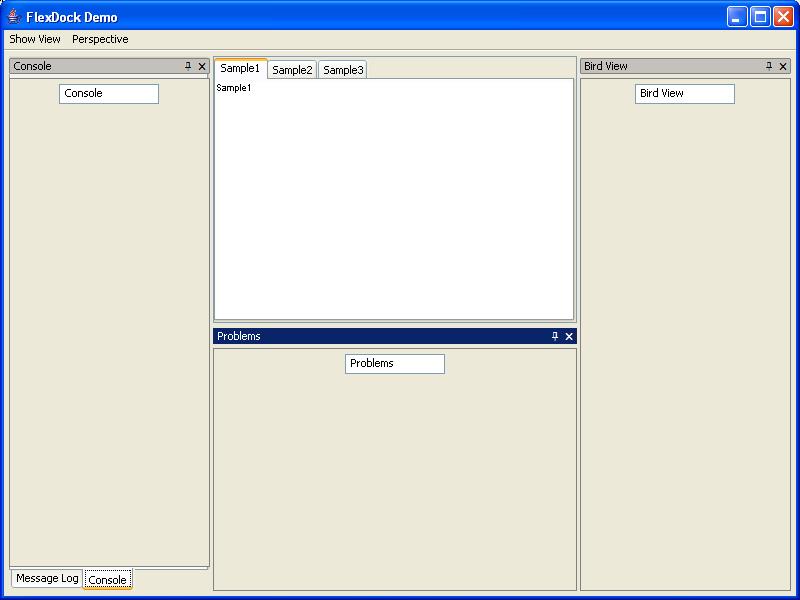 FlexDock Demo
Show View Perspective
Console
Console
Sample1 Sample2 Sample3
Sample1
Bird View
Bird View
Problems
Problems
Message Log Console